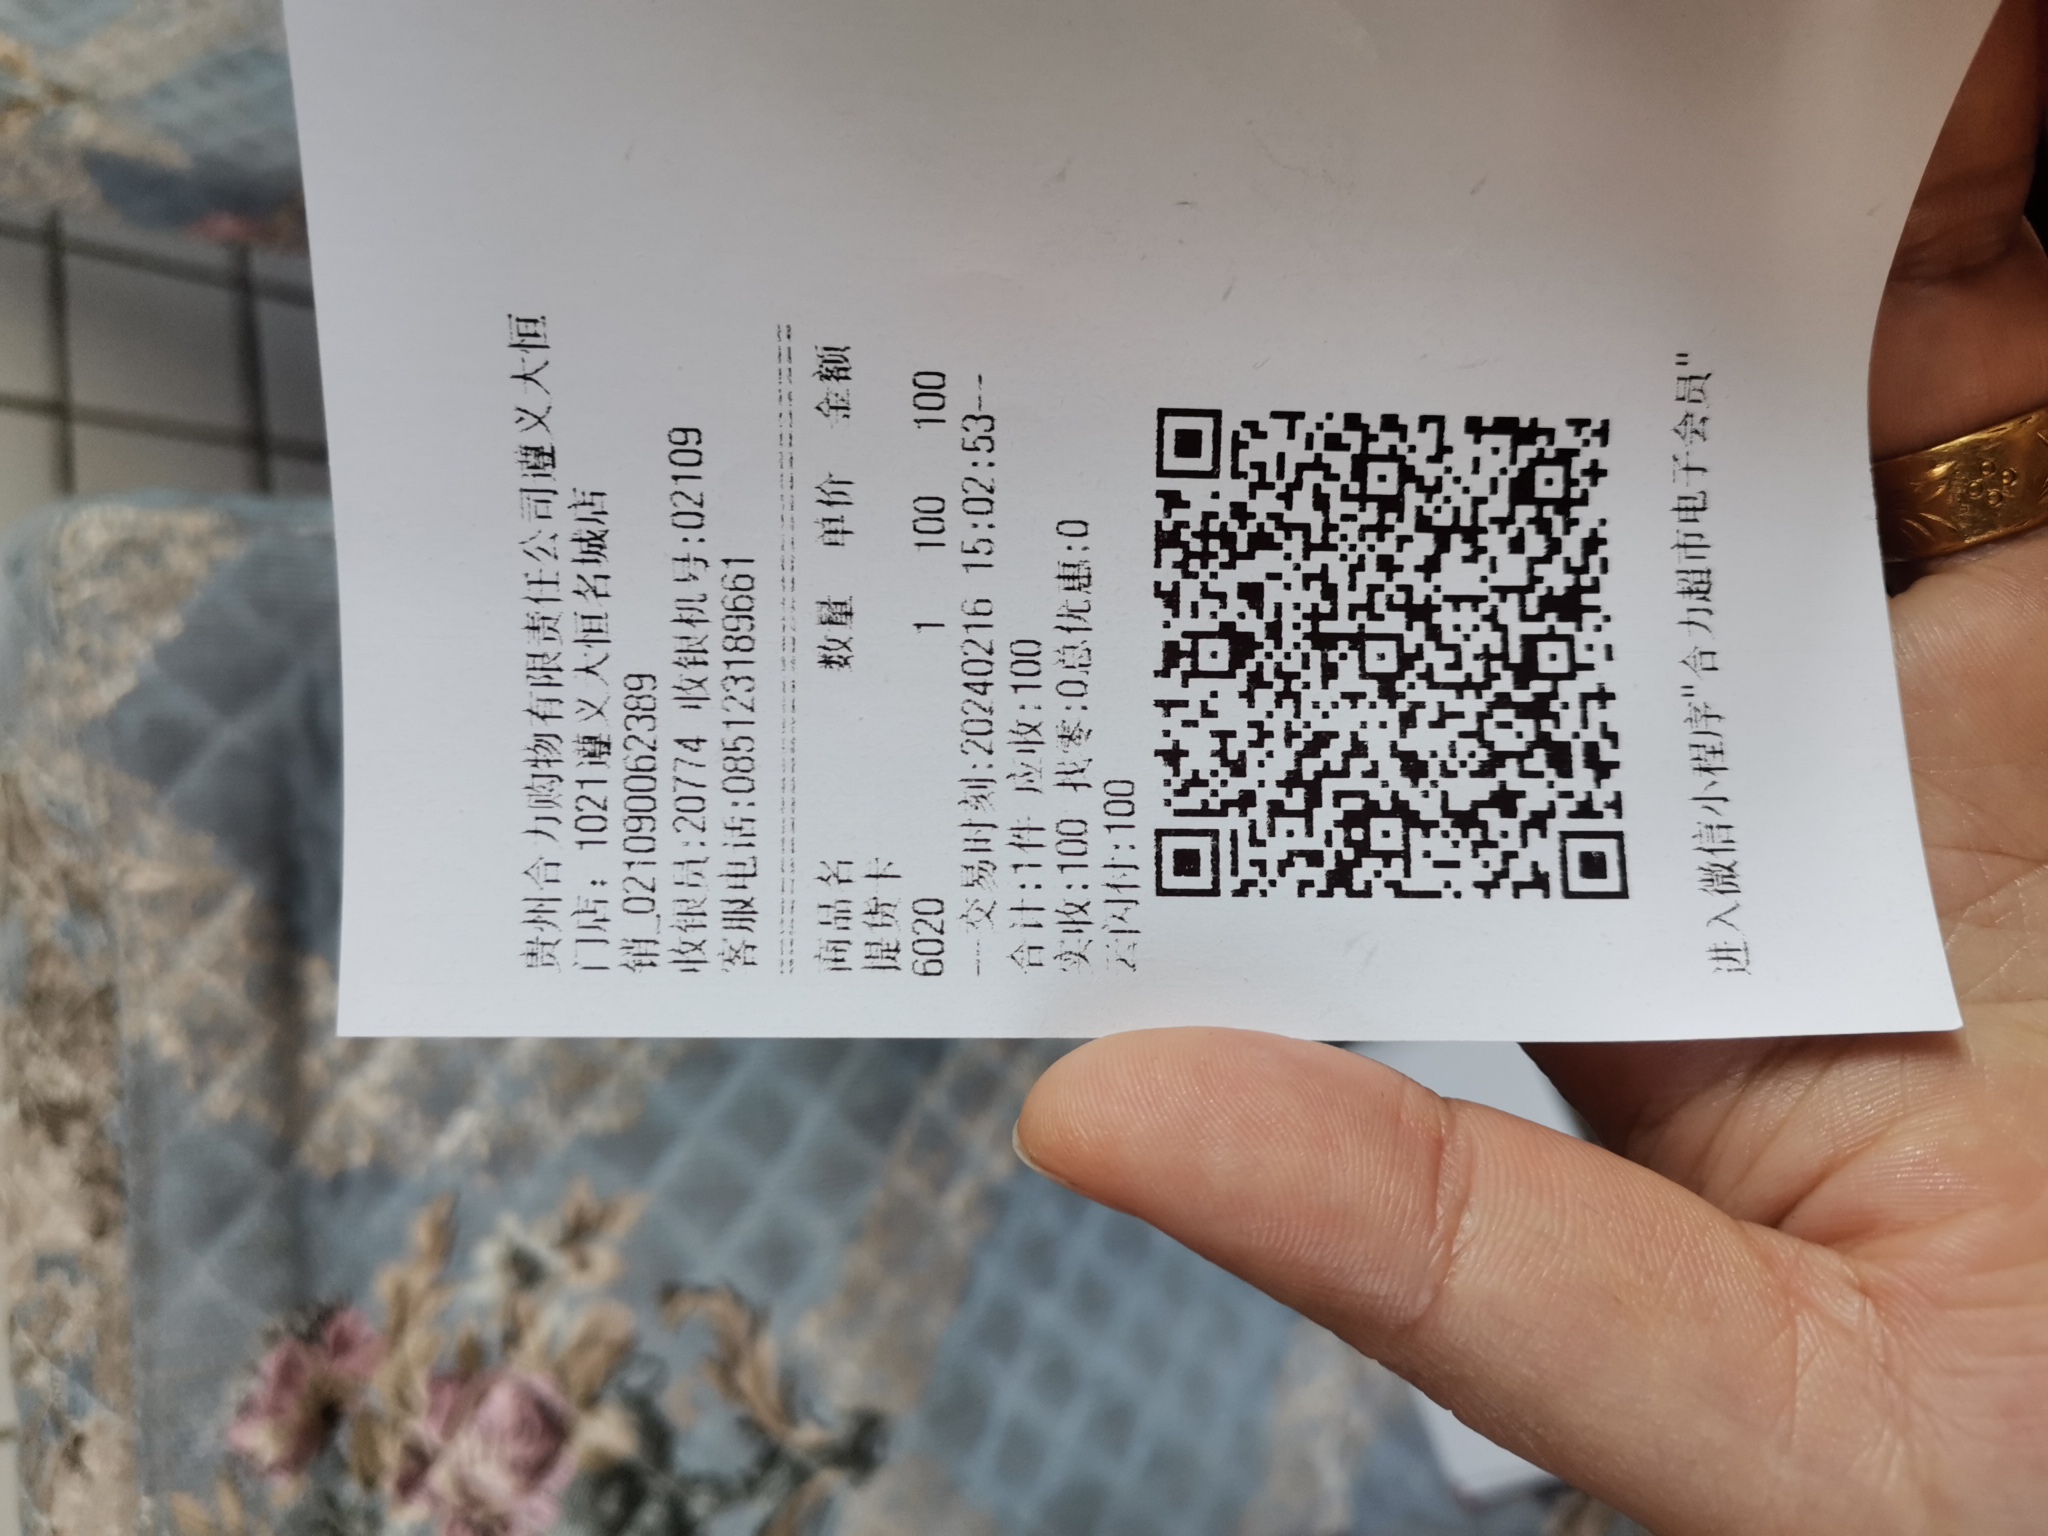 贵州合力购物有限责任公司遵义大恒
门店：1021遵义大恒名城店
销_021090062389
收银员:20774 收银机号:02109
客服电话:085123189661
商品名 数量 单价 金额
提货卡
6020 1 100 100
---交易时刻:20240216 15:02:53---
合计:1件 应收:100
实收:100 找零:0总优惠:0
云闪付:100
进入微信小程序"合力超市电子会员"